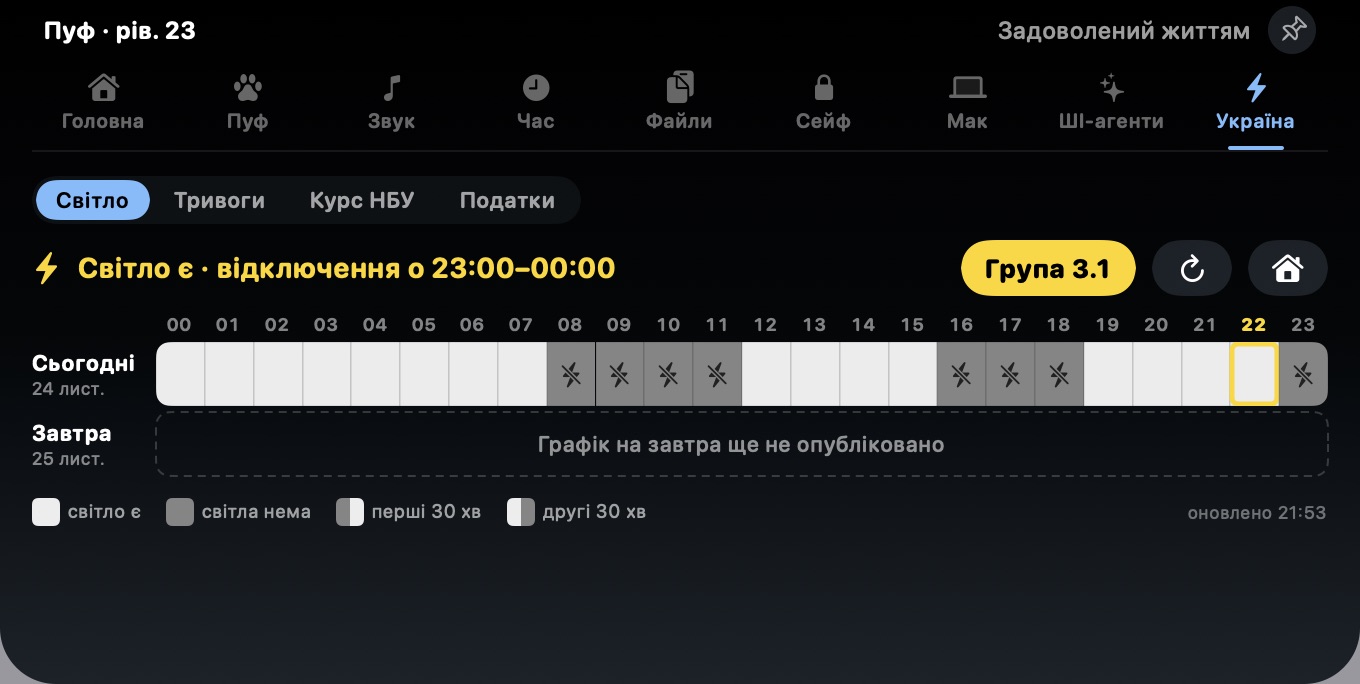 Пуф · рів. 23
Задоволений життям
Головна Пуф Звук Час Файли Сейф Мак ШІ-агенти Україна
Світло Тривоги Курс НБУ Податки
Світло є · відключення о 23:00–00:00
Група 3.1
00 01 02 03 04 05 06 07 08 09 10 11 12 13 14 15 16 17 18 19 20 21 22 23
Сьогодні
24 лист.
Завтра
25 лист.
Графік на завтра ще не опубліковано
світло є світла нема перші 30 хв другі 30 хв
оновлено 21:53